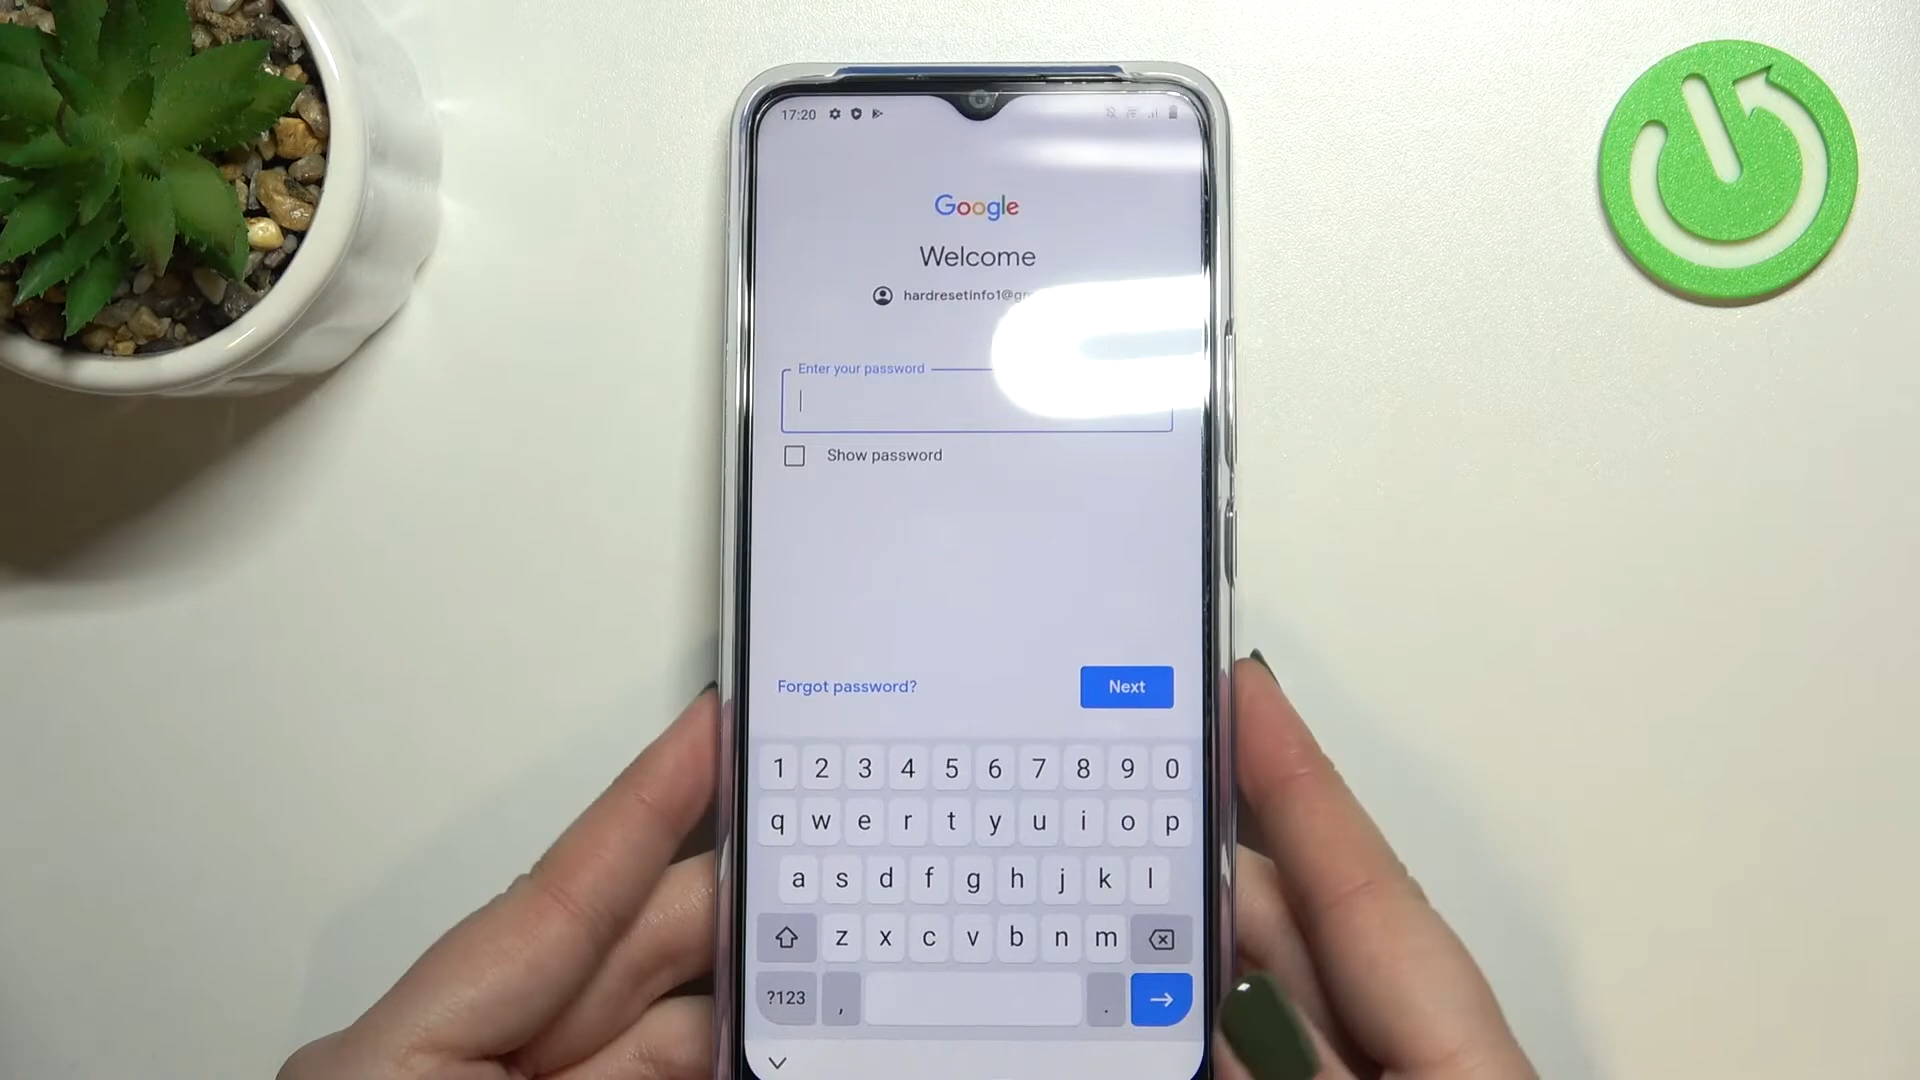 17:20
Google
Welcome
hardresetinfo1@
Enter your password
Show password
Forgot password?
Next
1 2 3 4 5 6 7 8 9 0
q w e r t y u i o p
a s d f g h j k l
z x c v b n m
?123 , .